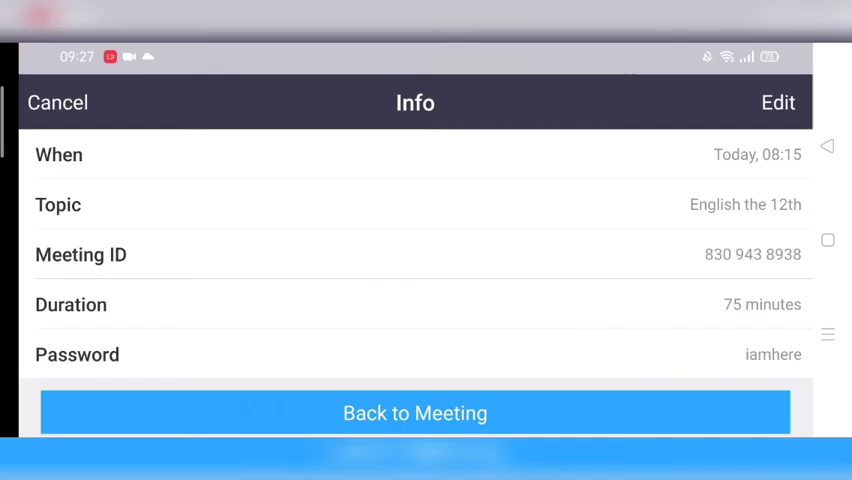 09:27
73
Cancel
Info
Edit
When
Today, 08:15
Topic
English the 12th
Meeting ID
830 943 8938
Duration
75 minutes
Password
iamhere
Back to Meeting